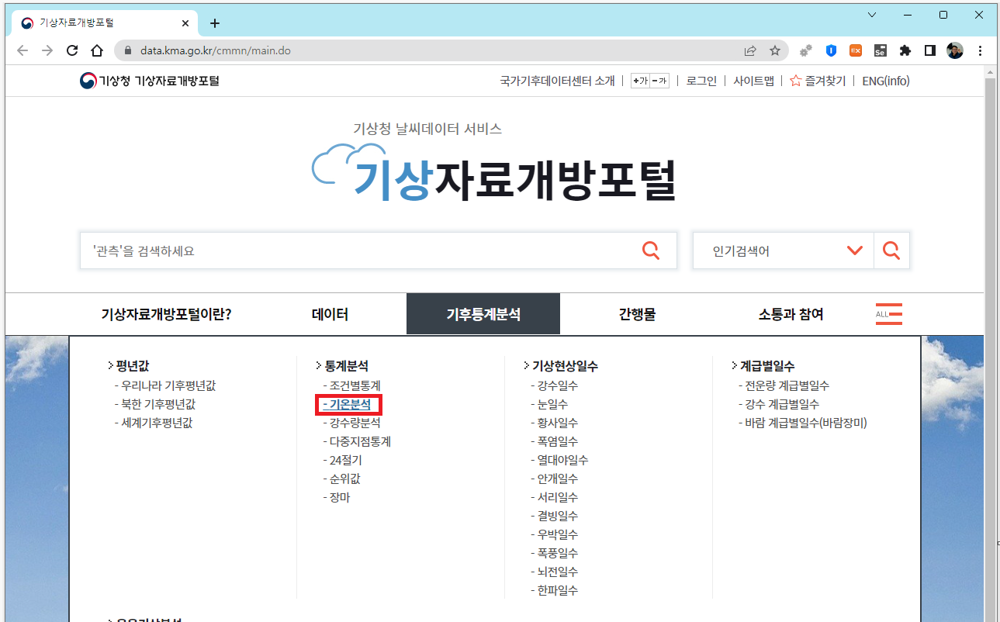 기상자료개방포털
data.kma.go.kr/cmmn/main.do
기상청 기상자료개방포털
국가기후데이터센터 소개 | +가 -가 | 로그인 | 사이트맵 | ☆ 즐겨찾기 | ENG(info)
기상청 날씨데이터 서비스
기상자료개방포털
'관측'을 검색하세요
인기검색어
기상자료개방포털이란?
데이터
기후통계분석
간행물
소통과 참여
ALL
평년값
- 우리나라 기후평년값
- 북한 기후평년값
- 세계기후평년값
통계분석
- 조건별통계
- 기온분석
- 강수량분석
- 다중지점통계
- 24절기
- 순위값
- 장마
기상현상일수
- 강수일수
- 눈일수
- 황사일수
- 폭염일수
- 열대야일수
- 안개일수
- 서리일수
- 결빙일수
- 우박일수
- 폭풍일수
- 뇌전일수
- 한파일수
계급별일수
- 전운량 계급별일수
- 강수 계급별일수
- 바람 계급별일수(바람장미)